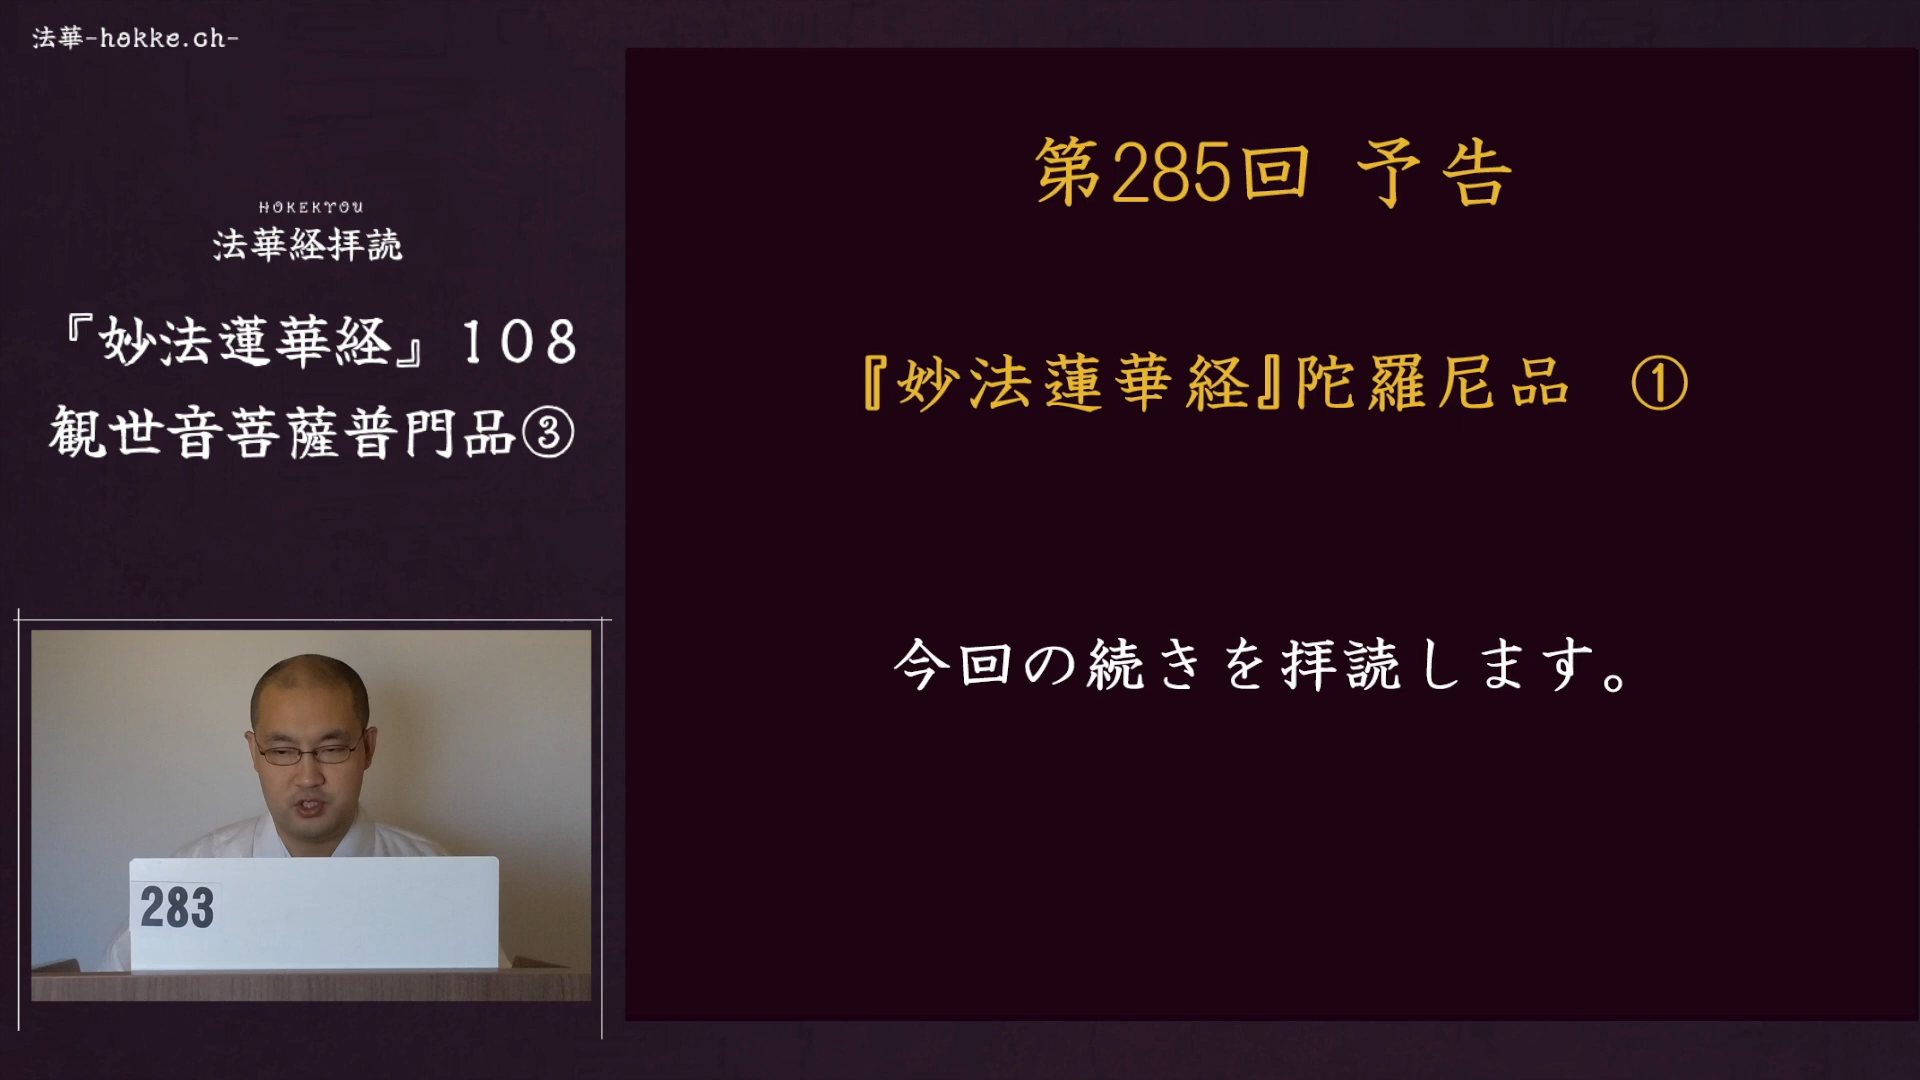 法華-hokke.ch-
HOKEKYOU
法華経拝読
『妙法蓮華経』108
観世音菩薩普門品③
283
第285回 予告
『妙法蓮華経』陀羅尼品 ①
今回の続きを拝読します。